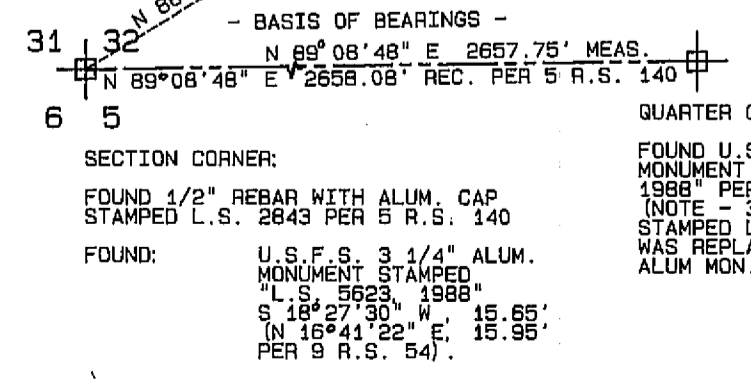 N 86
- BASIS OF BEARINGS -
31 32
N 89°08'48" E 2657.75' MEAS.
N 89°08'48" E 2658.08' REC. PER 5 R.S. 140
6 5
QUARTER
SECTION CORNER:
FOUND 1/2" REBAR WITH ALUM. CAP
STAMPED L.S. 2843 PER 5 R.S. 140
FOUND: U.S.F.S. 3 1/4" ALUM.
MONUMENT STAMPED
"L.S. 5623, 1988"
S 18°27'30" W, 15.65'
(N 16°41'22" E, 15.95'
PER 9 R.S. 54).
FOUND U.S
MONUMENT
1988" PER
(NOTE -
STAMPED
WAS REPLA
ALUM MON.